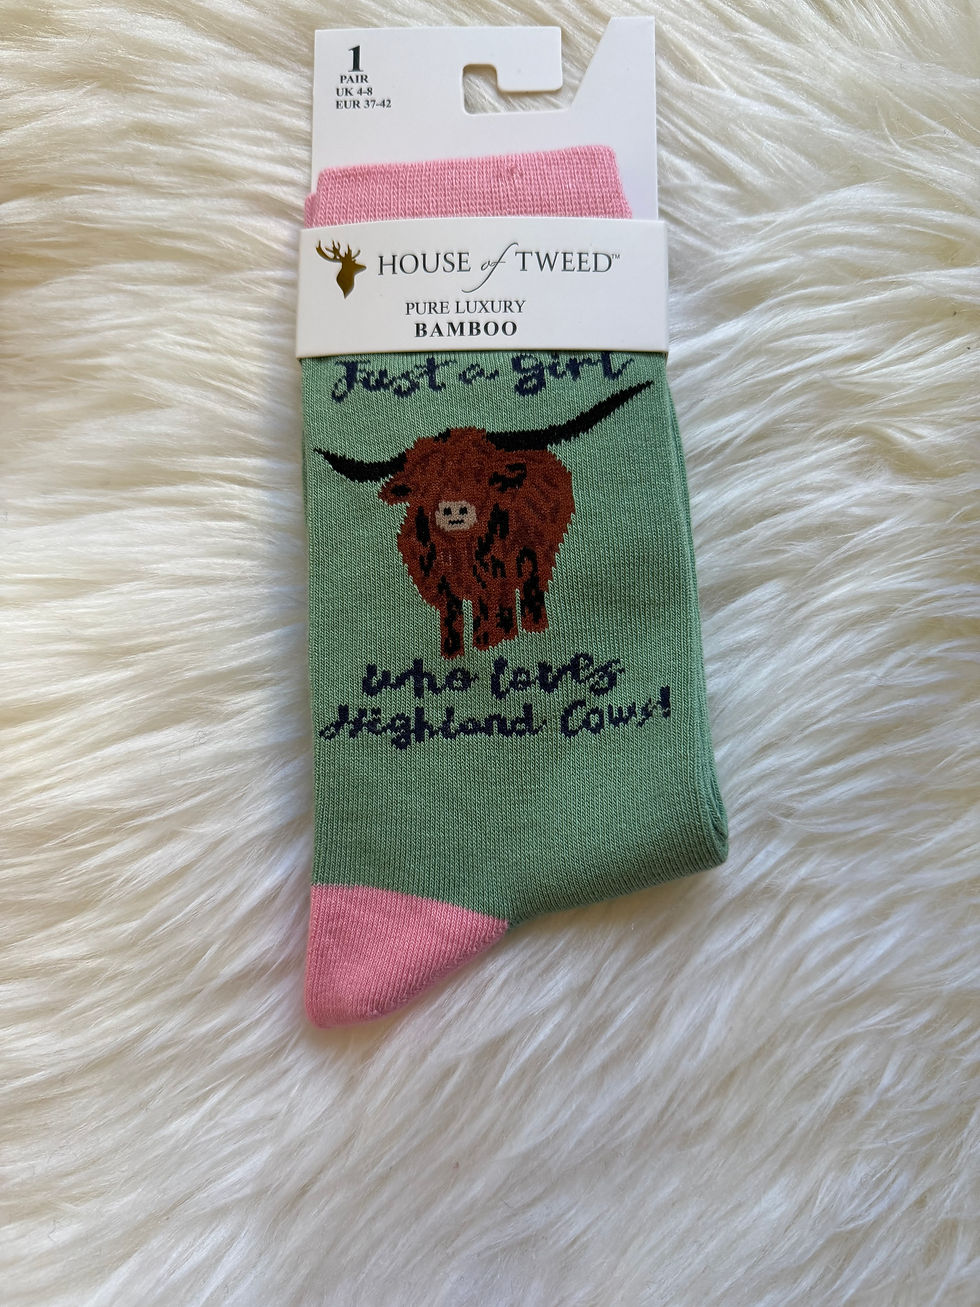 1
PAIR
UK 4-8
EUR 37-42
HOUSE of TWEED™
PURE LUXURY
BAMBOO
Just a girl
who loves
Highland Cows!